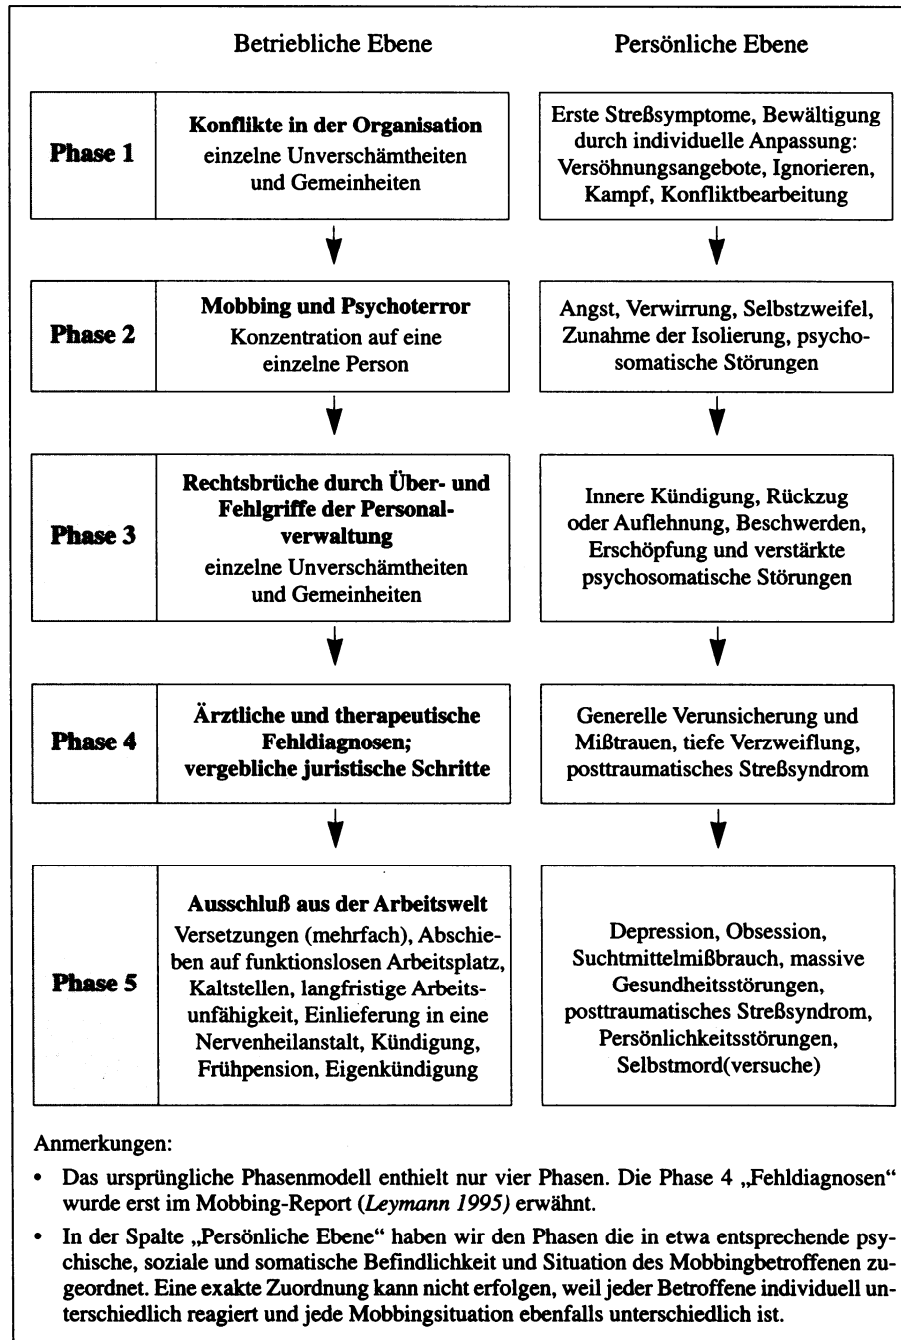 Betriebliche Ebene
Persönliche Ebene
Phase 1
Konflikte in der Organisation
einzelne Unverschämtheiten
und Gemeinheiten
Erste Streßsymptome, Bewältigung
durch individuelle Anpassung:
Versöhnungsangebote, Ignorieren,
Kampf, Konfliktbearbeitung
Phase 2
Mobbing und Psychoterror
Konzentration auf eine
einzelne Person
Angst, Verwirrung, Selbstzweifel,
Zunahme der Isolierung, psycho-
somatische Störungen
Phase 3
Rechtsbrüche durch Über- und
Fehlgriffe der Personal-
verwaltung
einzelne Unverschämtheiten
und Gemeinheiten
Innere Kündigung, Rückzug
oder Auflehnung, Beschwerden,
Erschöpfung und verstärkte
psychosomatische Störungen
Phase 4
Ärztliche und therapeutische
Fehldiagnosen;
vergebliche juristische Schritte
Generelle Verunsicherung und
Mißtrauen, tiefe Verzweiflung,
posttraumatisches Streßsyndrom
Phase 5
Ausschluß aus der Arbeitswelt
Versetzungen (mehrfach), Abschie-
ben auf funktionslosen Arbeitsplatz,
Kaltstellen, langfristige Arbeits-
unfähigkeit, Einlieferung in eine
Nervenheilanstalt, Kündigung,
Frühpension, Eigenkündigung
Depression, Obsession,
Suchtmittelmißbrauch, massive
Gesundheitsstörungen,
posttraumatisches Streßsyndrom,
Persönlichkeitsstörungen,
Selbstmord(versuche)
Anmerkungen:
• Das ursprüngliche Phasenmodell enthielt nur vier Phasen. Die Phase 4 „Fehldiagnosen“
wurde erst im Mobbing-Report (Leymann 1995) erwähnt.
• In der Spalte „Persönliche Ebene“ haben wir den Phasen die in etwa entsprechende psy-
chische, soziale und somatische Befindlichkeit und Situation des Mobbingbetroffenen zu-
geordnet. Eine exakte Zuordnung kann nicht erfolgen, weil jeder Betroffene individuell un-
terschiedlich reagiert und jede Mobbingsituation ebenfalls unterschiedlich ist.